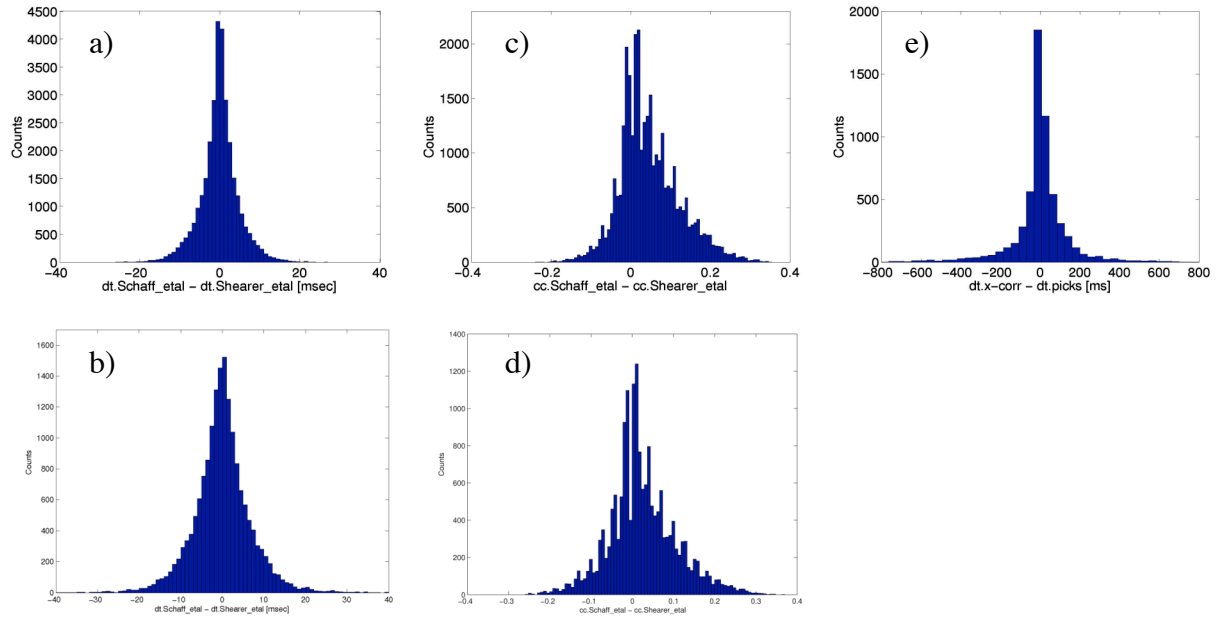 a)
4500
4000
3500
3000
2500
2000
1500
1000
500
0
Counts
−40 −20 0 20 40
dt.Schaff_etal − dt.Shearer_etal [msec]
c)
2000
1500
1000
500
0
Counts
−0.4 −0.2 0 0.2 0.4
cc.Schaff_etal − cc.Shearer_etal
e)
2000
1500
1000
500
0
Counts
−800 −600 −400 −200 0 200 400 600 800
dt.x−corr − dt.picks [ms]
b)
1600
1400
1200
1000
800
600
400
200
0
Counts
−40 −30 −20 −10 0 10 20 30 40
dt.Schaff_etal − dt.Shearer_etal [msec]
d)
1400
1200
1000
800
600
400
200
0
Counts
−0.4 −0.3 −0.2 −0.1 0 0.1 0.2 0.3 0.4
cc.Schaff_etal − cc.Shearer_etal